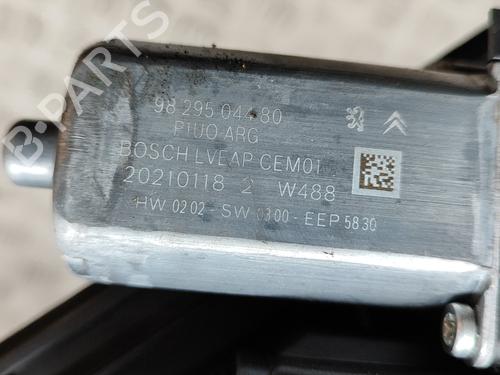 98 295 044 80
P1UO ARG
BOSCH LVEAP CEM01
20210118 2 W488
HW 0202 - SW 0300 - EEP 5830
B-PARTS